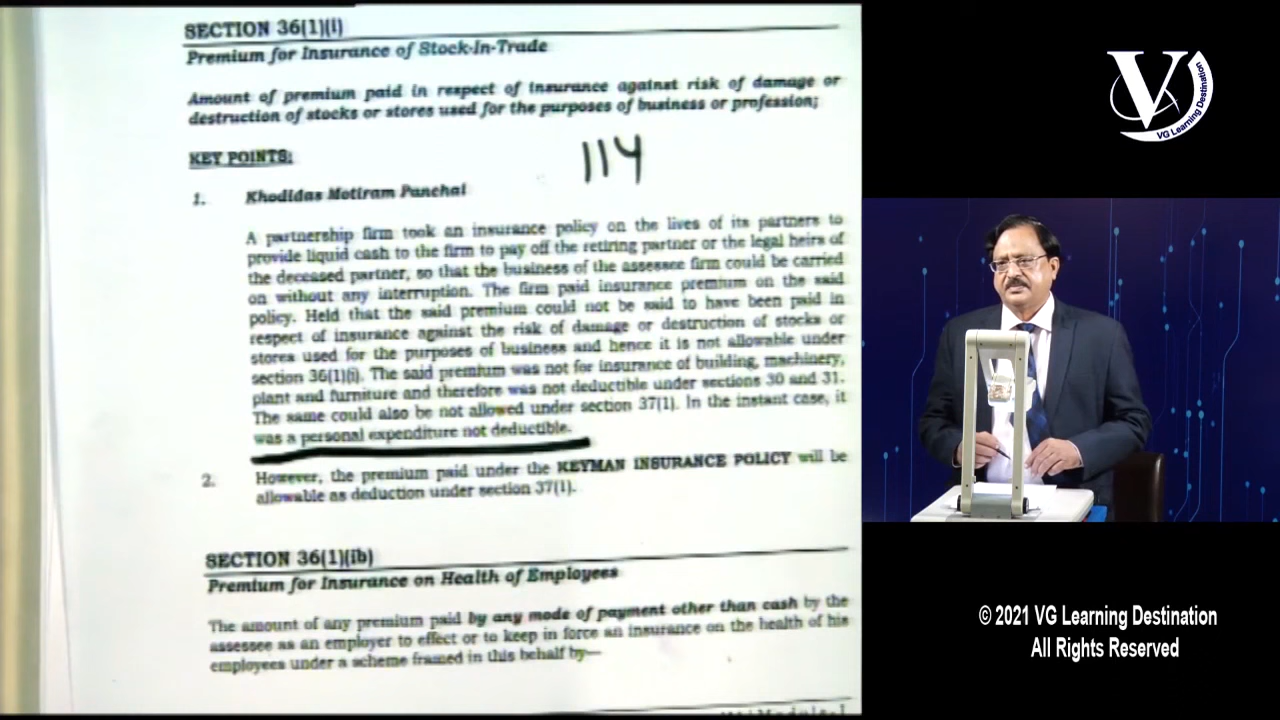 SECTION 36(1)(i)
Premium for Insurance of Stock-In-Trade
Amount of premium paid in respect of insurance against risk of damage or
destruction of stocks or stores used for the purposes of business or profession;
114
KEY POINTS:
1. Khodidas Motiram Panchal
A partnership firm took an insurance policy on the lives of its partners to
provide liquid cash to the firm to pay off the retiring partner or the legal heirs of
the deceased partner, so that the business of the assessee firm could be carried
on without any interruption. The firm paid insurance premium on the said
policy. Held that the said premium could not be said to have been paid in
respect of insurance against the risk of damage or destruction of stocks or
stores used for the purposes of business and hence it is not allowable under
section 36(1)(i). The said premium was not for insurance of building, machinery,
plant and furniture and therefore was not deductible under sections 30 and 31.
The same could also be not allowed under section 37(1). In the instant case, it
was a personal expenditure not deductible.
2. However, the premium paid under the KEYMAN INSURANCE POLICY will be
allowable as deduction under section 37(1).
SECTION 36(1)(ib)
Premium for Insurance on Health of Employees
The amount of any premium paid by any mode of payment other than cash by the
assessee as an employer to effect or to keep in force an insurance on the health of his
employees under a scheme framed in this behalf by—
V
VG Learning Destination
© 2021 VG Learning Destination
All Rights Reserved